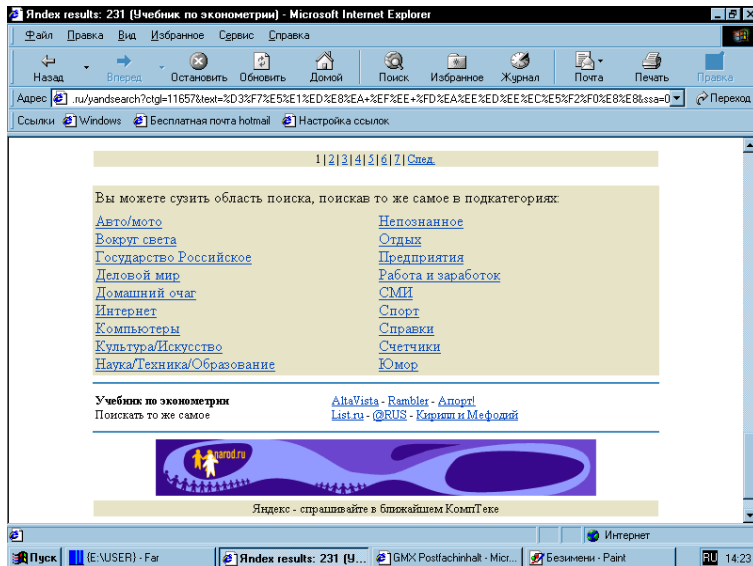 Яndex results: 231 (Учебник по эконометрии) - Microsoft Internet Explorer
Файл Правка Вид Избранное Сервис Справка
Назад Вперед Остановить Обновить Домой Поиск Избранное Журнал Почта Печать Правка
Адрес .ru/yandsearch?ctgl=11657&text=%D3%F7%E5%E1%ED%E8%EA+%EF%EE+%FD%EA%EE%ED%EE%EC%E5%F2%F0%E8%E8&ssa=0 Переход
Ссылки Windows Бесплатная почта hotmail Настройка ссылок
1 | 2 | 3 | 4 | 5 | 6 | 7 | След.
Вы можете сузить область поиска, поискав то же самое в подкатегориях:
Авто/мото Непознанное
Вокруг света Отдых
Государство Российское Предприятия
Деловой мир Работа и заработок
Домашний очаг СМИ
Интернет Спорт
Компьютеры Справки
Культура/Искусство Счетчики
Наука/Техника/Образование Юмор
Учебник по эконометрии AltaVista - Rambler - Апорт!
Поискать то же самое List.ru - @RUS - Кирилл и Мефодий
narod.ru
Яндекс - спрашивайте в ближайшем КомпТеке
Интернет
Пуск {E:\USER} - Far Яndex results: 231 (У... GMX Postfachinhalt - Micr... Безимени - Paint RU 14:23